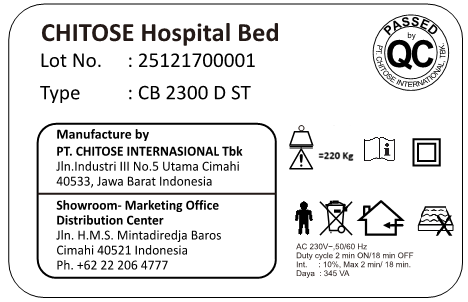 CHITOSE Hospital Bed
Lot No. : 25121700001
Type : CB 2300 D ST
PASSED
by
QC
PT. CHITOSE INTERNATIONAL TBK.
Manufacture by
PT. CHITOSE INTERNASIONAL Tbk
Jln.Industri III No.5 Utama Cimahi
40533, Jawa Barat Indonesia
=220 Kg
i
Showroom- Marketing Office
Distribution Center
Jln. H.M.S. Mintadiredja Baros
Cimahi 40521 Indonesia
Ph. +62 22 206 4777
AC 230V~,50/60 Hz
Duty cycle 2 min ON/18 min OFF
Int. : 10%, Max 2 min/ 18 min.
Daya : 345 VA